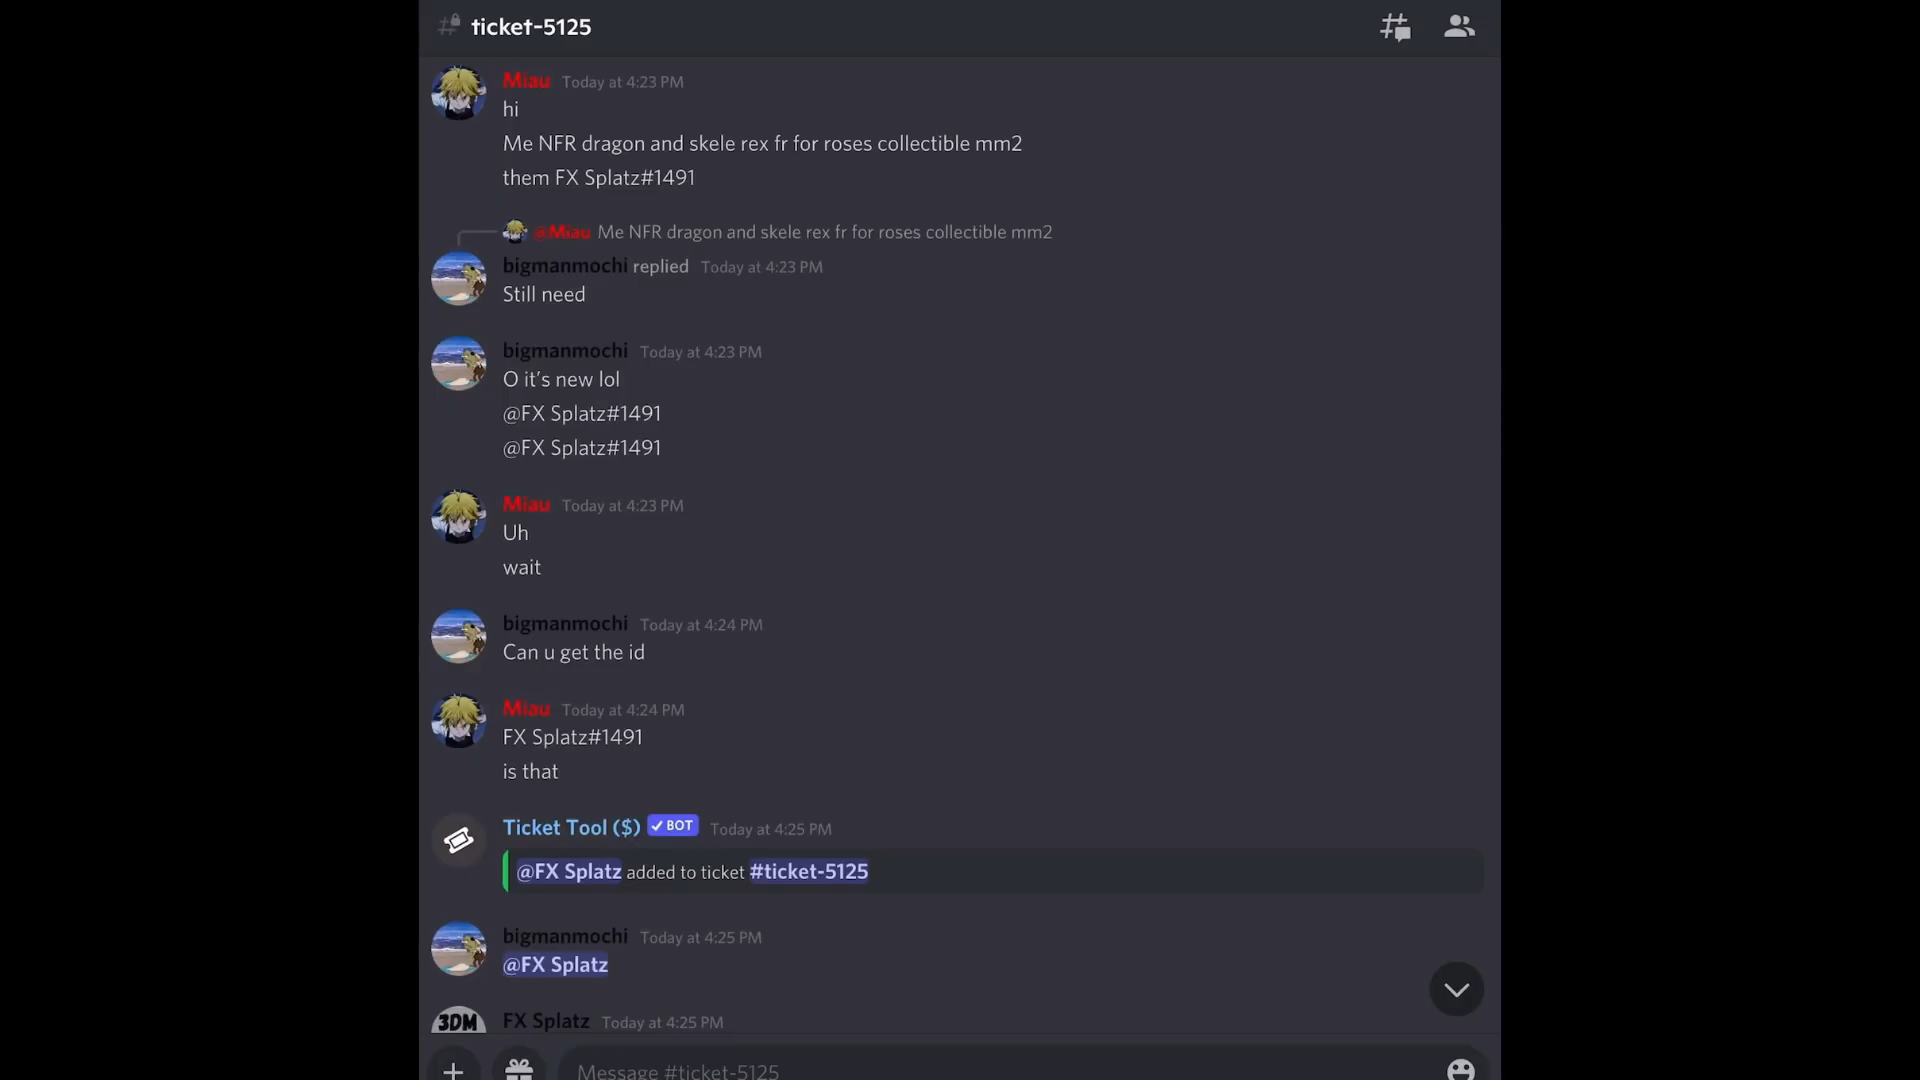 ticket-5125
Miau Today at 4:23 PM
hi
Me NFR dragon and skele rex fr for roses collectible mm2
them FX Splatz#1491
@Miau Me NFR dragon and skele rex fr for roses collectible mm2
bigmanmochi replied Today at 4:23 PM
Still need
bigmanmochi Today at 4:23 PM
O it’s new lol
@FX Splatz#1491
@FX Splatz#1491
Miau Today at 4:23 PM
Uh
wait
bigmanmochi Today at 4:24 PM
Can u get the id
Miau Today at 4:24 PM
FX Splatz#1491
is that
Ticket Tool ($) BOT Today at 4:25 PM
@FX Splatz added to ticket #ticket-5125
bigmanmochi Today at 4:25 PM
@FX Splatz
3DM FX Splatz Today at 4:25 PM
Message #ticket-5125